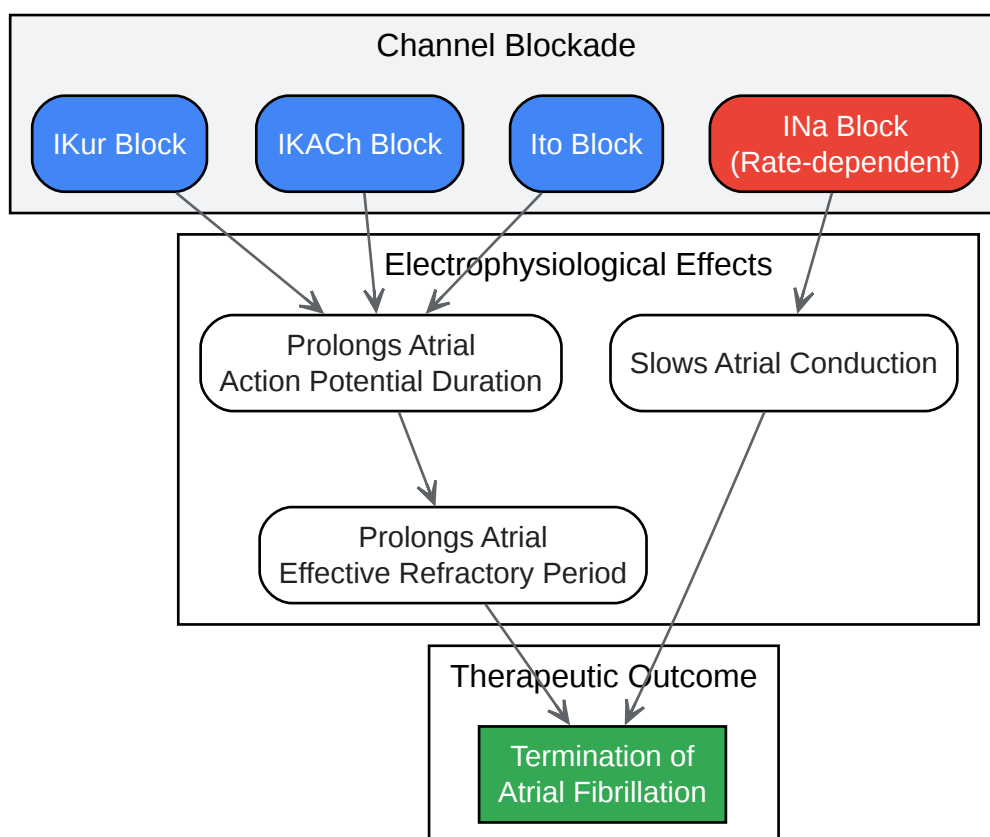 Channel Blockade
IKur Block
IKACh Block
Ito Block
INa Block
(Rate-dependent)
Electrophysiological Effects
Prolongs Atrial
Action Potential Duration
Slows Atrial Conduction
Prolongs Atrial
Effective Refractory Period
Therapeutic Outcome
Termination of
Atrial Fibrillation